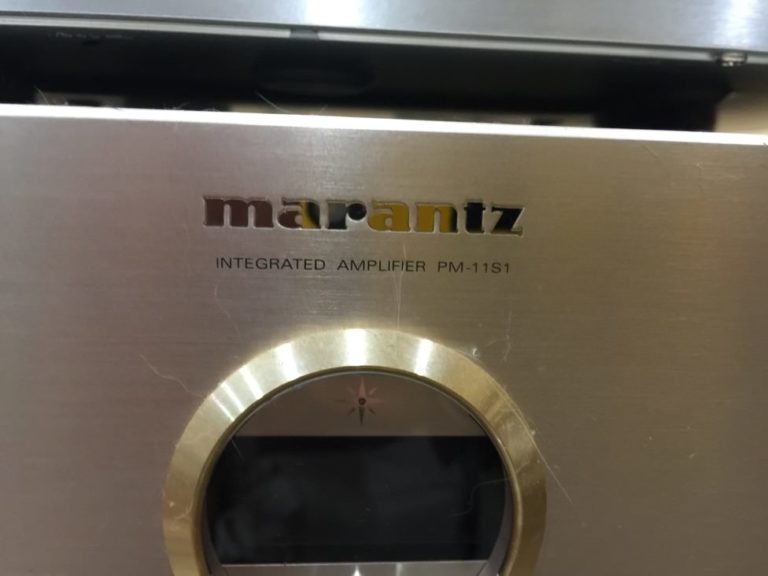 marantz
INTEGRATED AMPLIFIER PM-11S1